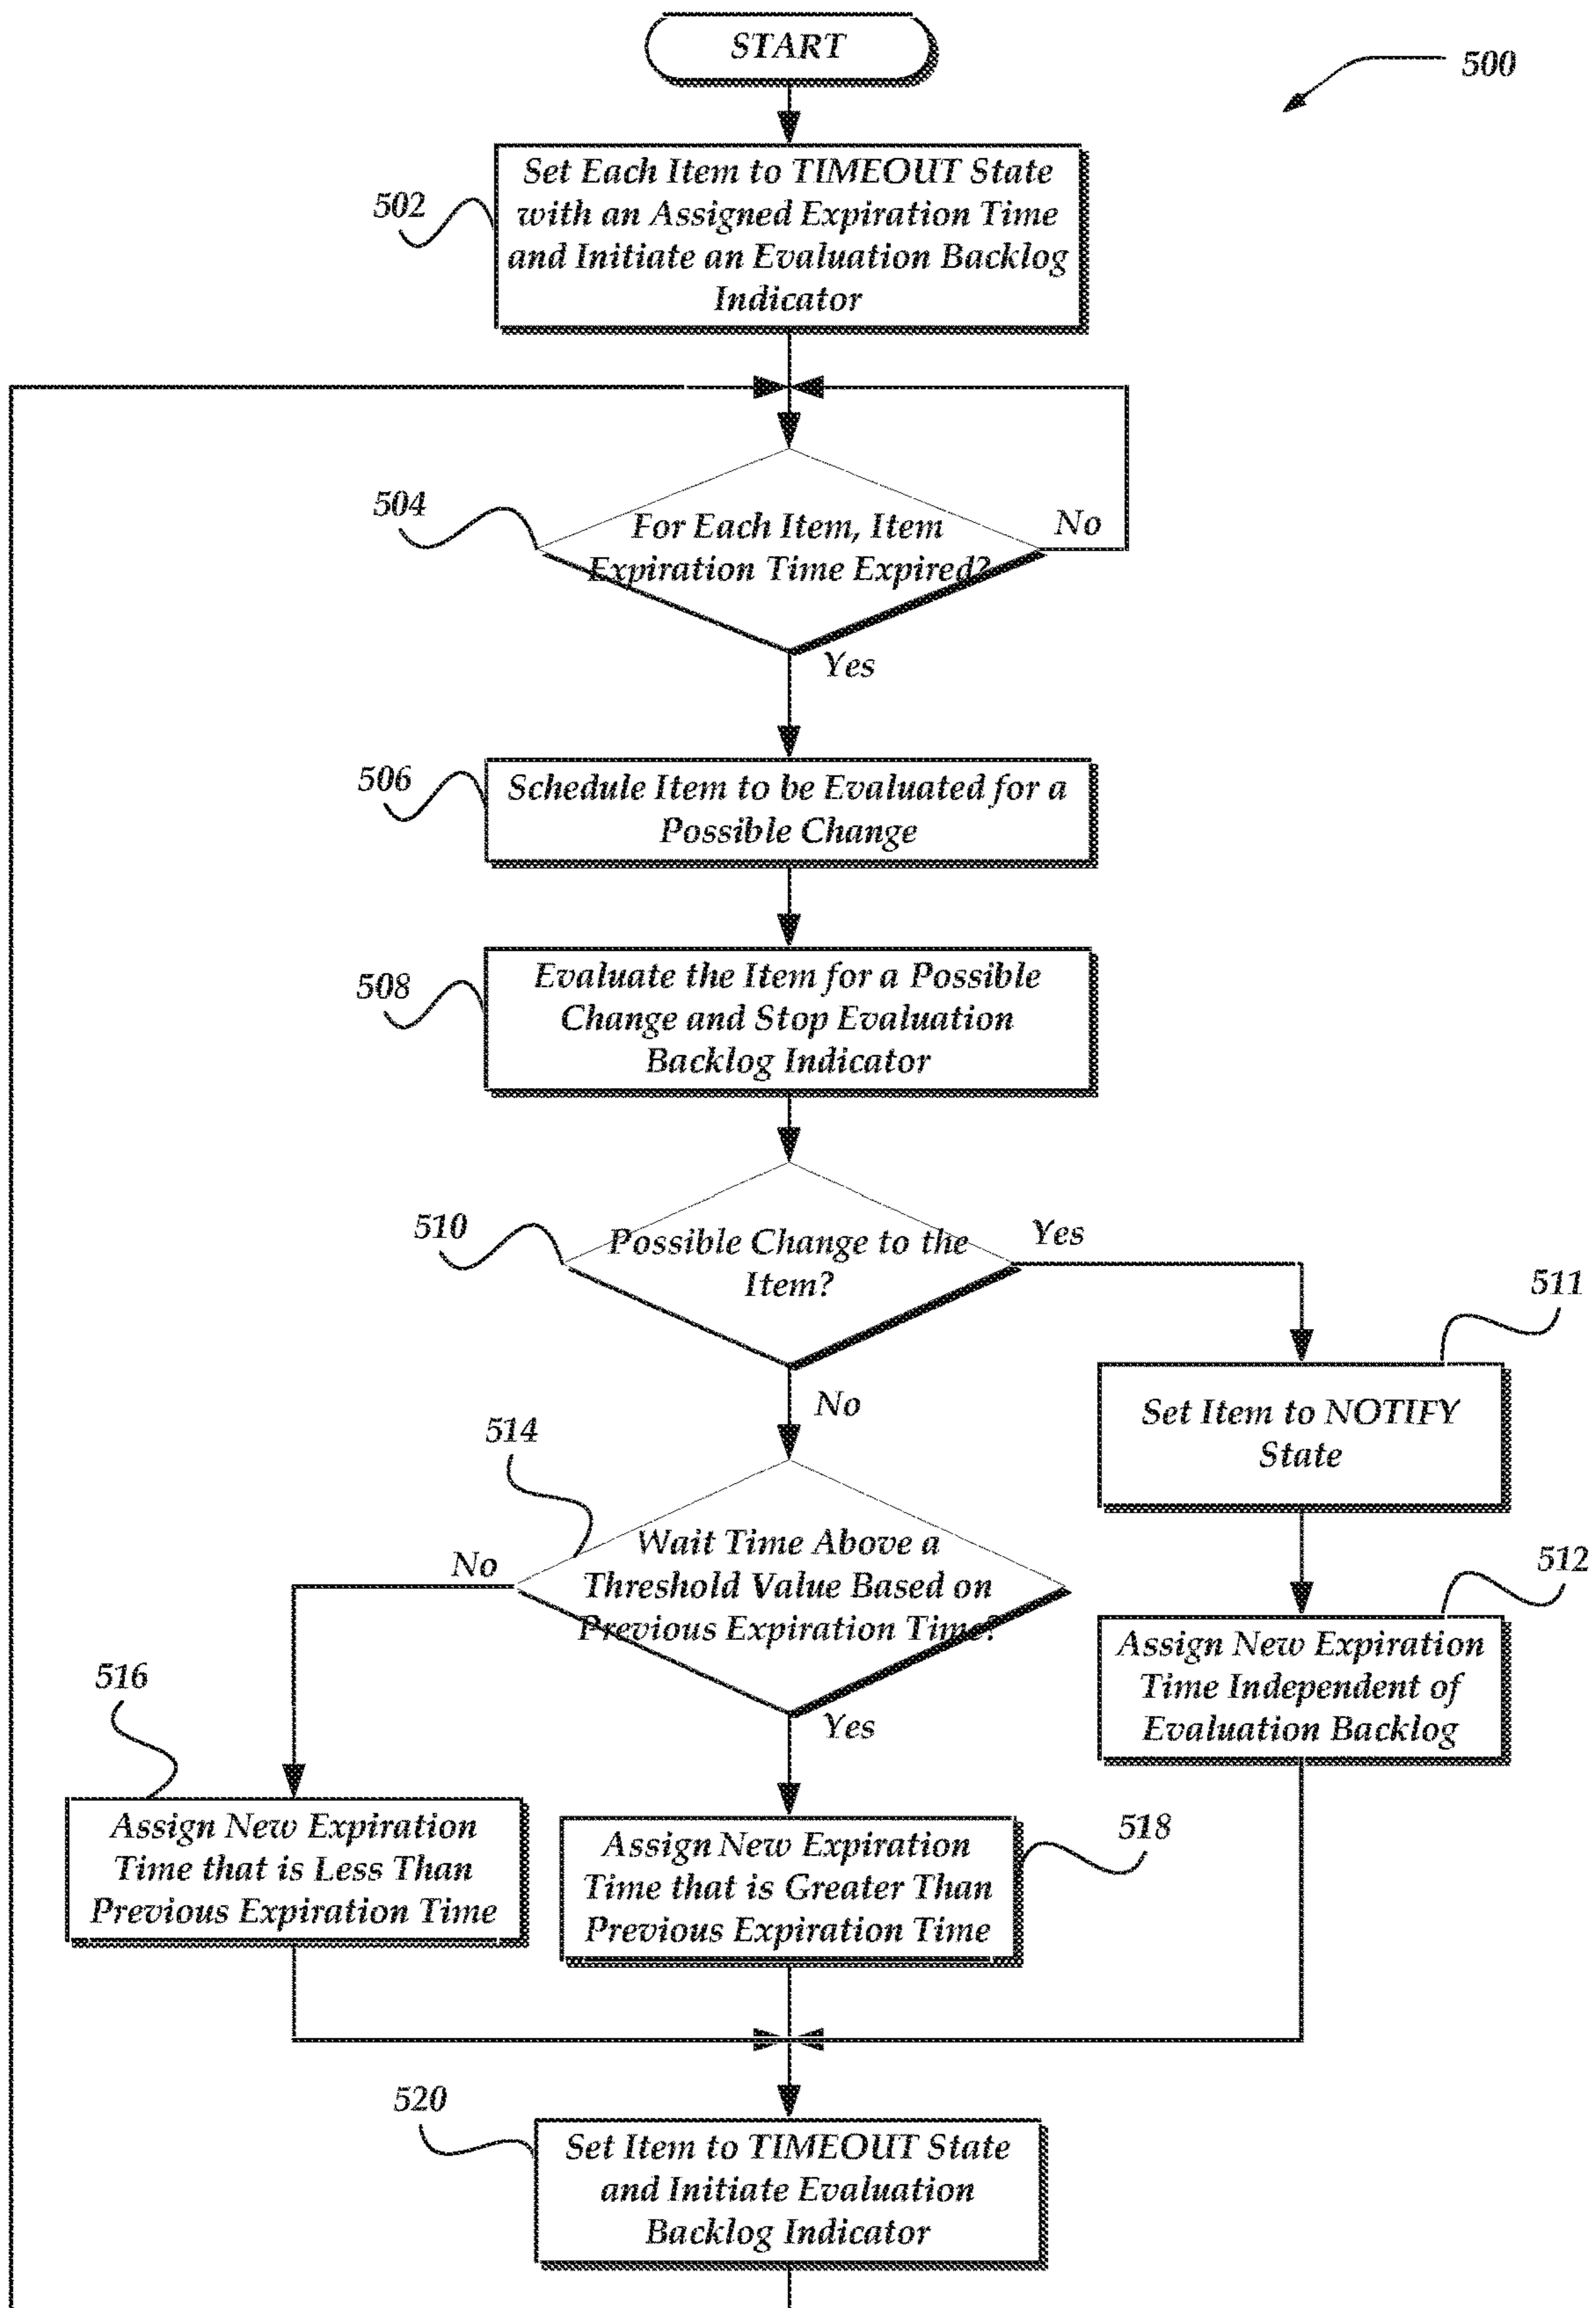 START
500
Set Each Item to TIMEOUT State
with an Assigned Expiration Time
and Initiate an Evaluation Backlog
Indicator
502
504
For Each Item, Item
Expiration Time Expired?
No
Yes
506
Schedule Item to be Evaluated for a
Possible Change
508
Evaluate the Item for a Possible
Change and Stop Evaluation
Backlog Indicator
510
Possible Change to the
Item?
Yes
No
511
Set Item to NOTIFY
State
514
Wait Time Above a
Threshold Value Based on
Previous Expiration Time?
No
Yes
512
Assign New Expiration
Time Independent of
Evaluation Backlog
516
Assign New Expiration
Time that is Less Than
Previous Expiration Time
Assign New Expiration
Time that is Greater Than
Previous Expiration Time
518
520
Set Item to TIMEOUT State
and Initiate Evaluation
Backlog Indicator